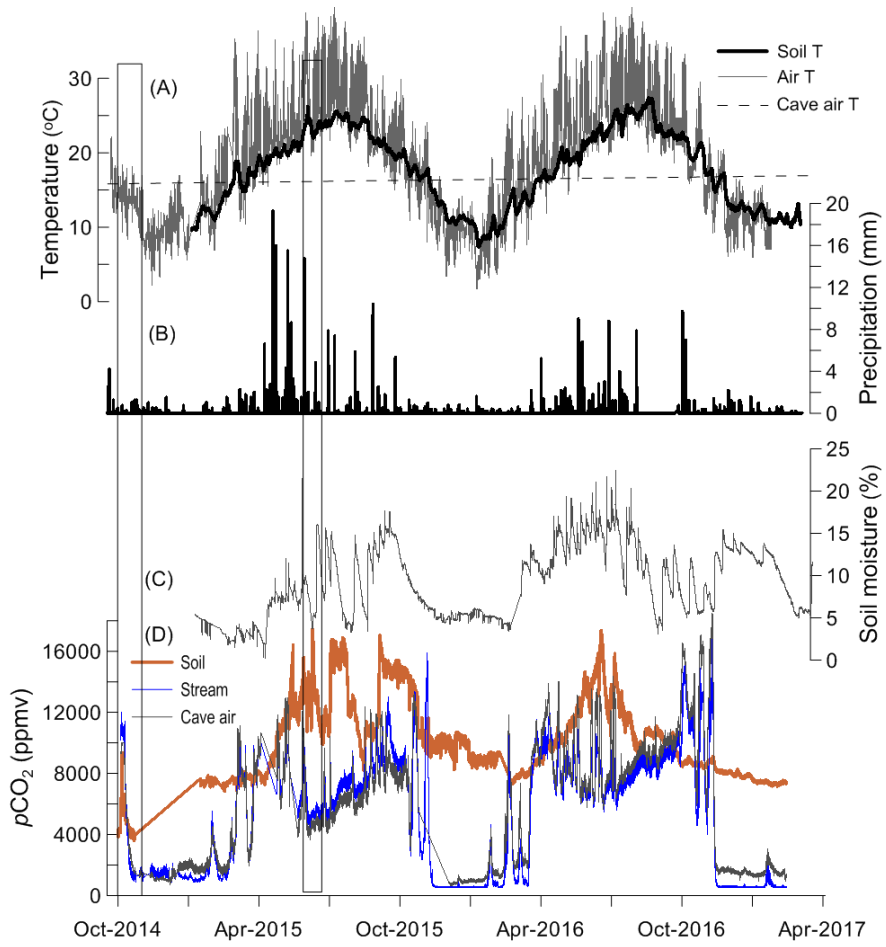 (A)
Soil T
Air T
Cave air T
Temperature (°C)
30
20
10
0
(B)
Precipitation (mm)
20
16
12
8
4
0
(C)
Soil moisture (%)
25
20
15
10
5
0
(D)
Soil
Stream
Cave air
pCO2 (ppmv)
16000
12000
8000
4000
0
Oct-2014 Apr-2015 Oct-2015 Apr-2016 Oct-2016 Apr-2017